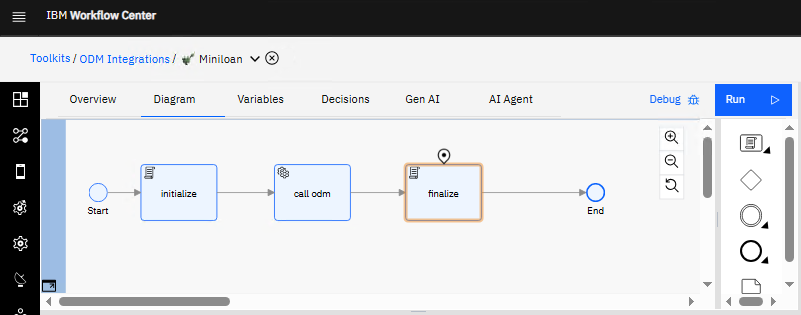 IBM Workflow Center
Toolkits / ODM Integrations / Miniloan
Overview Diagram Variables Decisions Gen AI AI Agent Debug Run
initialize call odm finalize
Start End